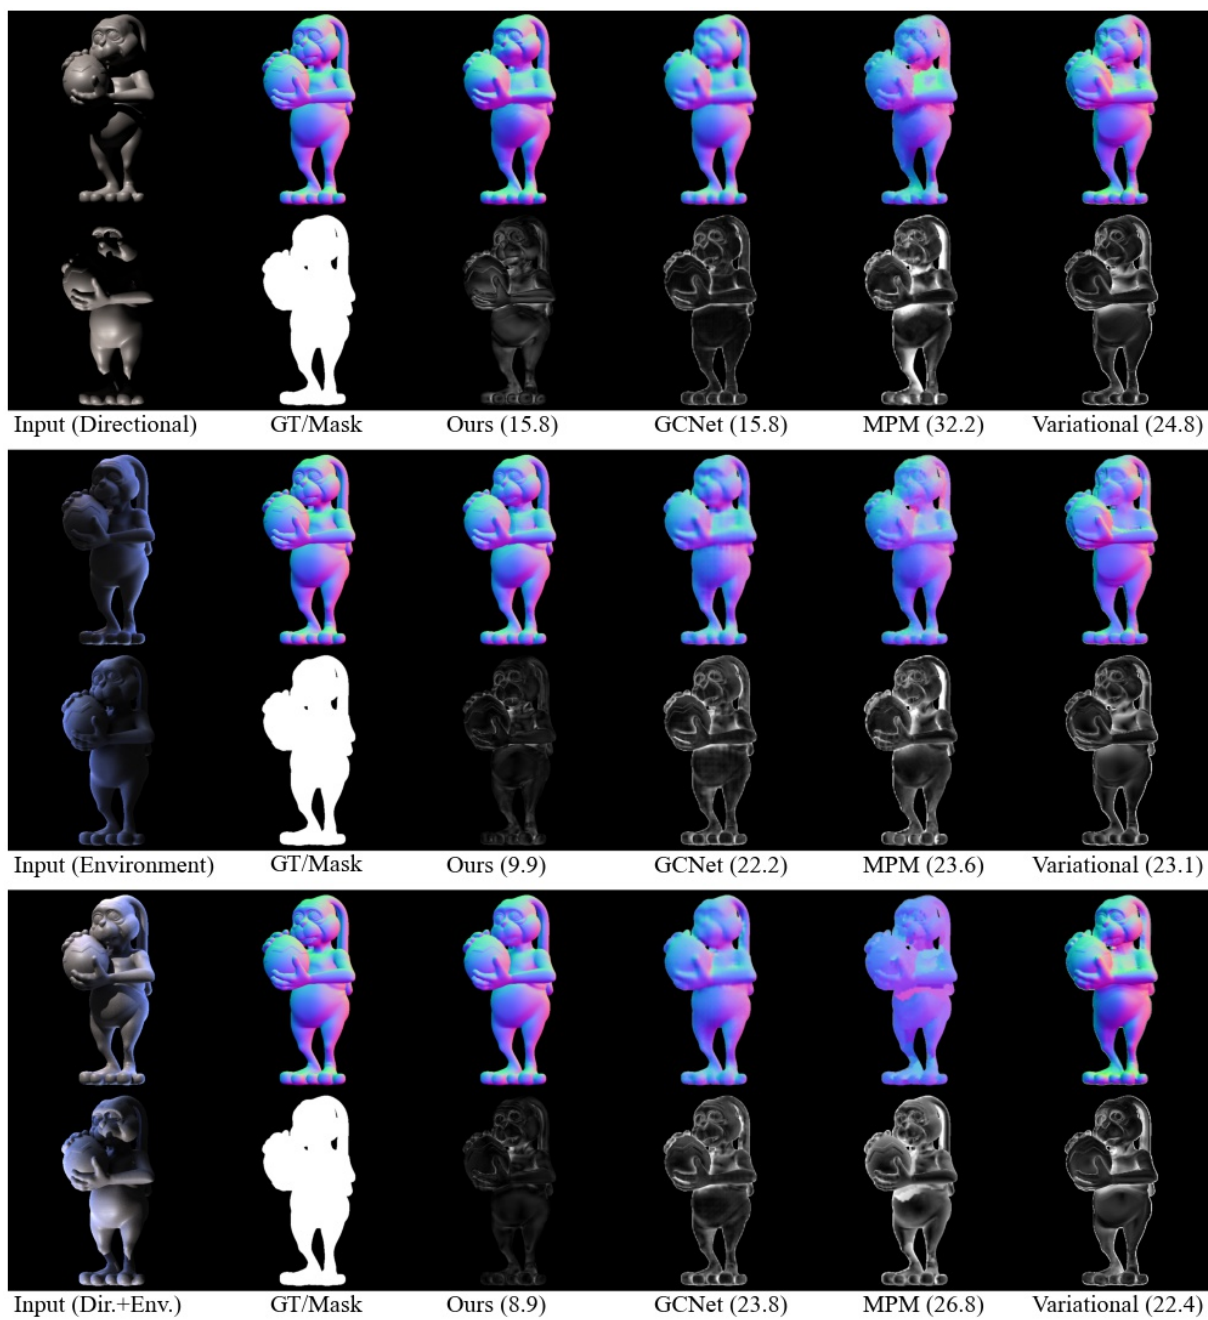 Input (Directional) GT/Mask Ours (15.8) GCNet (15.8) MPM (32.2) Variational (24.8)
Input (Environment) GT/Mask Ours (9.9) GCNet (22.2) MPM (23.6) Variational (23.1)
Input (Dir.+Env.) GT/Mask Ours (8.9) GCNet (23.8) MPM (26.8) Variational (22.4)